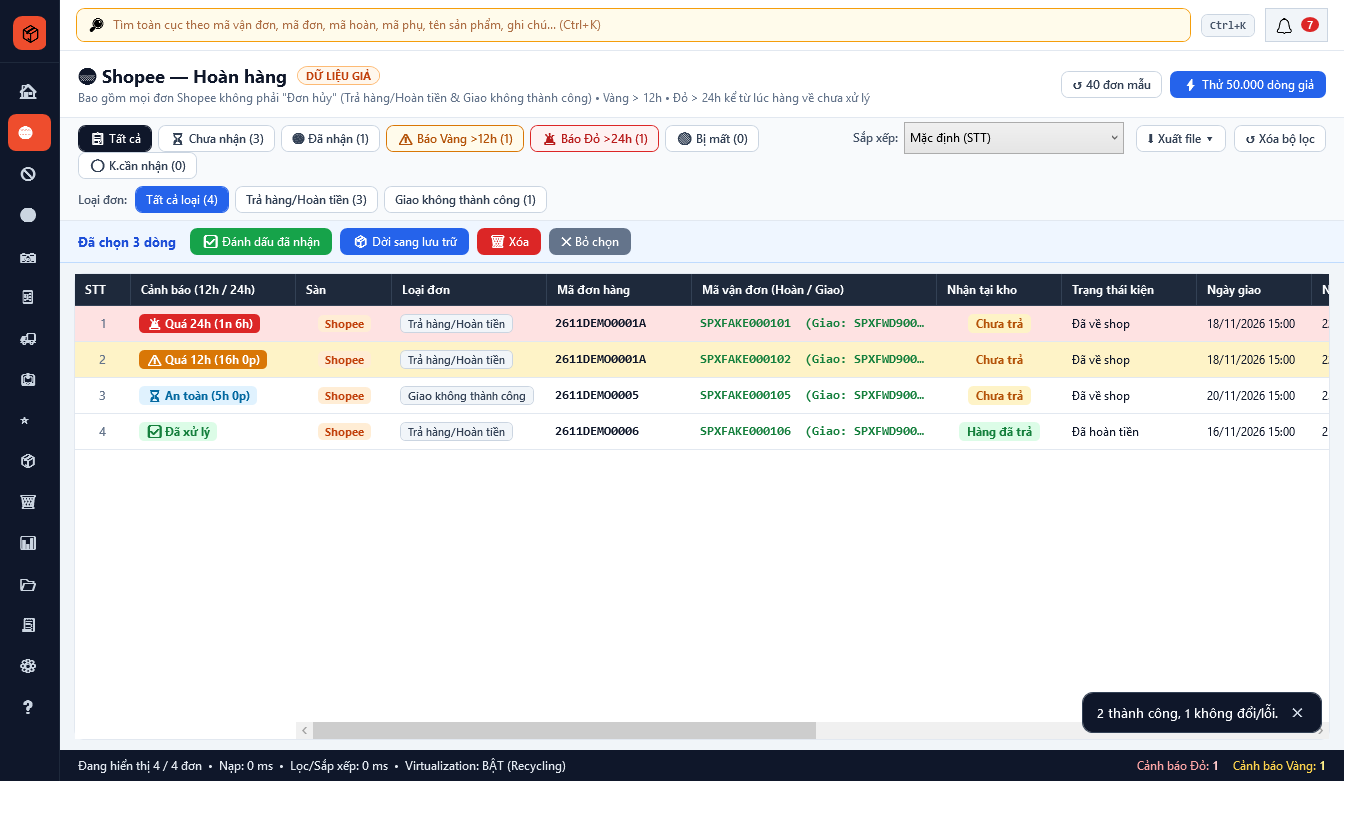 Tìm toàn cục theo mã vận đơn, mã đơn, mã hoàn, mã phụ, tên sản phẩm, ghi chú... (Ctrl+K)
Ctrl+K
7
Shopee — Hoàn hàng
DỮ LIỆU GIẢ
Bao gồm mọi đơn Shopee không phải "Đơn hủy" (Trả hàng/Hoàn tiền & Giao không thành công) • Vàng > 12h • Đỏ > 24h kể từ lúc hàng về chưa xử lý
↺ 40 đơn mẫu
Thử 50.000 dòng giả
Tất cả
Chưa nhận (3)
Đã nhận (1)
Báo Vàng >12h (1)
Báo Đỏ >24h (1)
Bị mất (0)
Sắp xếp:
Mặc định (STT)
⬇ Xuất file ▾
↺ Xóa bộ lọc
K.cần nhận (0)
Loại đơn:
Tất cả loại (4)
Trả hàng/Hoàn tiền (3)
Giao không thành công (1)
Đã chọn 3 dòng
Đánh dấu đã nhận
Dời sang lưu trữ
Xóa
✕ Bỏ chọn
STT Cảnh báo (12h / 24h) Sàn Loại đơn Mã đơn hàng Mã vận đơn (Hoàn / Giao) Nhận tại kho Trạng thái kiện Ngày giao N
1 Quá 24h (1n 6h) Shopee Trả hàng/Hoàn tiền 2611DEMO0001A SPXFAKE000101 (Giao: SPXFWD900… Chưa trả Đã về shop 18/11/2026 15:00 2
2 Quá 12h (16h 0p) Shopee Trả hàng/Hoàn tiền 2611DEMO0001A SPXFAKE000102 (Giao: SPXFWD900… Chưa trả Đã về shop 18/11/2026 15:00 2
3 An toàn (5h 0p) Shopee Giao không thành công 2611DEMO0005 SPXFAKE000105 (Giao: SPXFWD900… Chưa trả Đã về shop 20/11/2026 15:00 2
4 Đã xử lý Shopee Trả hàng/Hoàn tiền 2611DEMO0006 SPXFAKE000106 (Giao: SPXFWD900… Hàng đã trả Đã hoàn tiền 16/11/2026 15:00 2
2 thành công, 1 không đổi/lỗi. ✕
Đang hiển thị 4 / 4 đơn • Nạp: 0 ms • Lọc/Sắp xếp: 0 ms • Virtualization: BẬT (Recycling)
Cảnh báo Đỏ: 1
Cảnh báo Vàng: 1